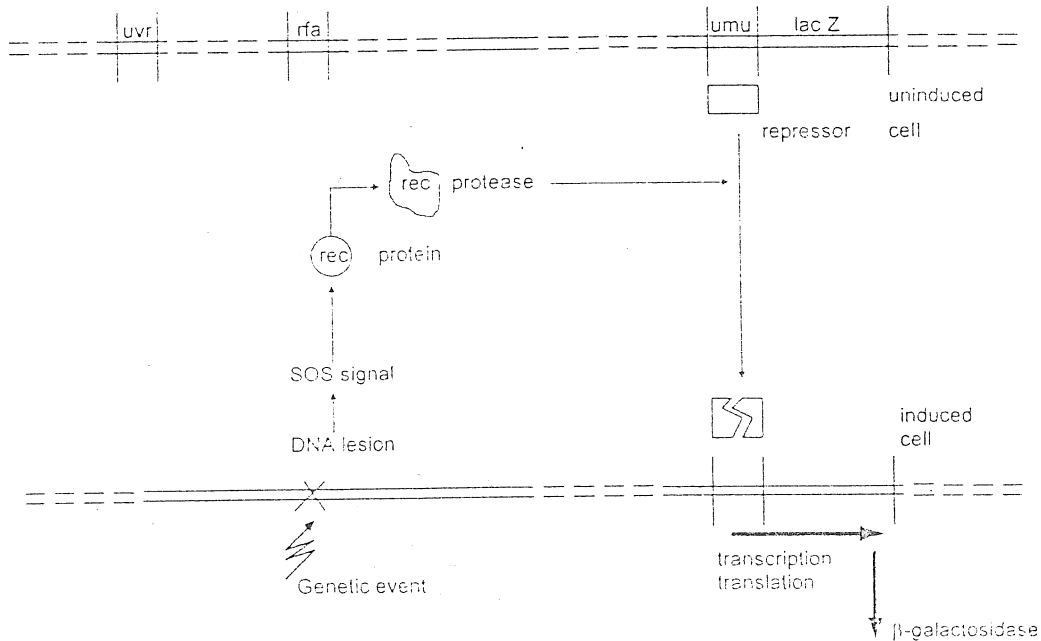 uvr rfa umu lac Z
uninduced
repressor cell
rec protease
rec protein
SOS signal
DNA lesion
induced
cell
transcription
translation
Genetic event
β-galactosidase